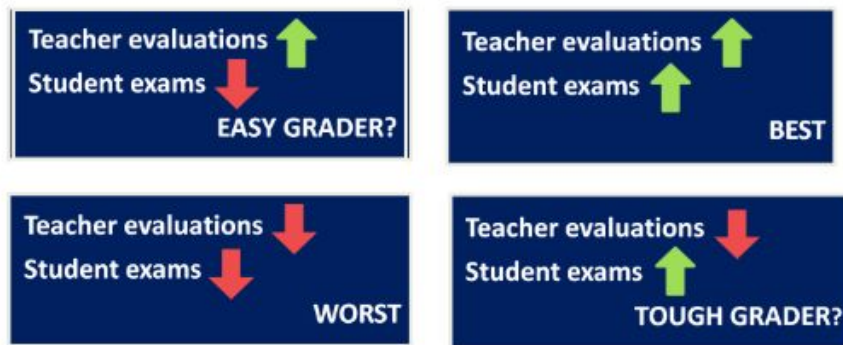 Teacher evaluations
Student exams
EASY GRADER?
Teacher evaluations
Student exams
BEST
Teacher evaluations
Student exams
WORST
Teacher evaluations
Student exams
TOUGH GRADER?